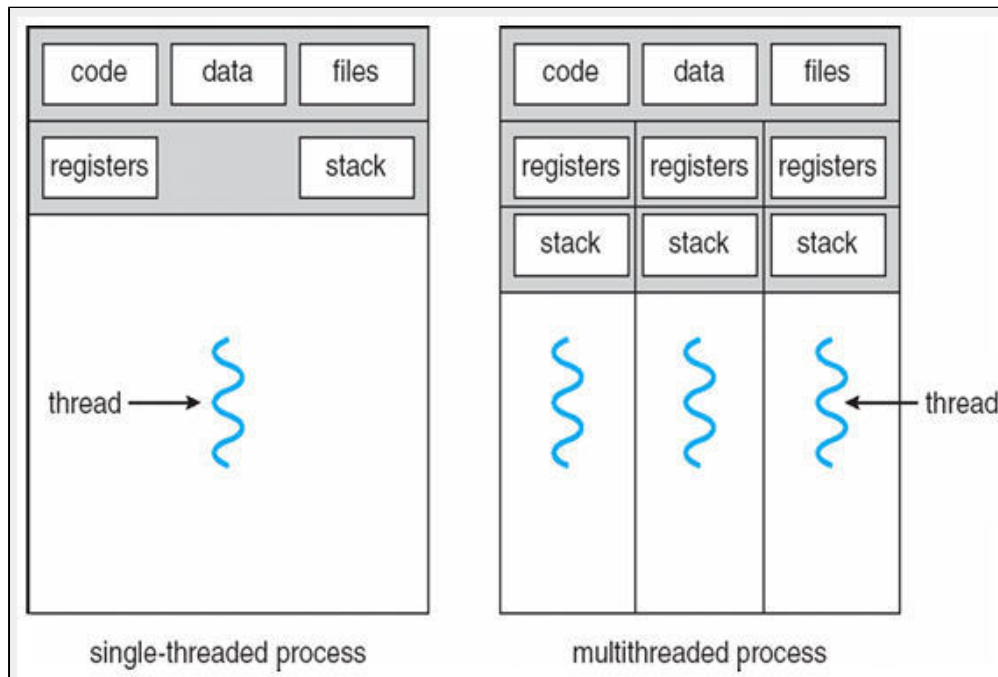 code data files
registers stack
thread
single-threaded process
code data files
registers registers registers
stack stack stack
thread
multithreaded process